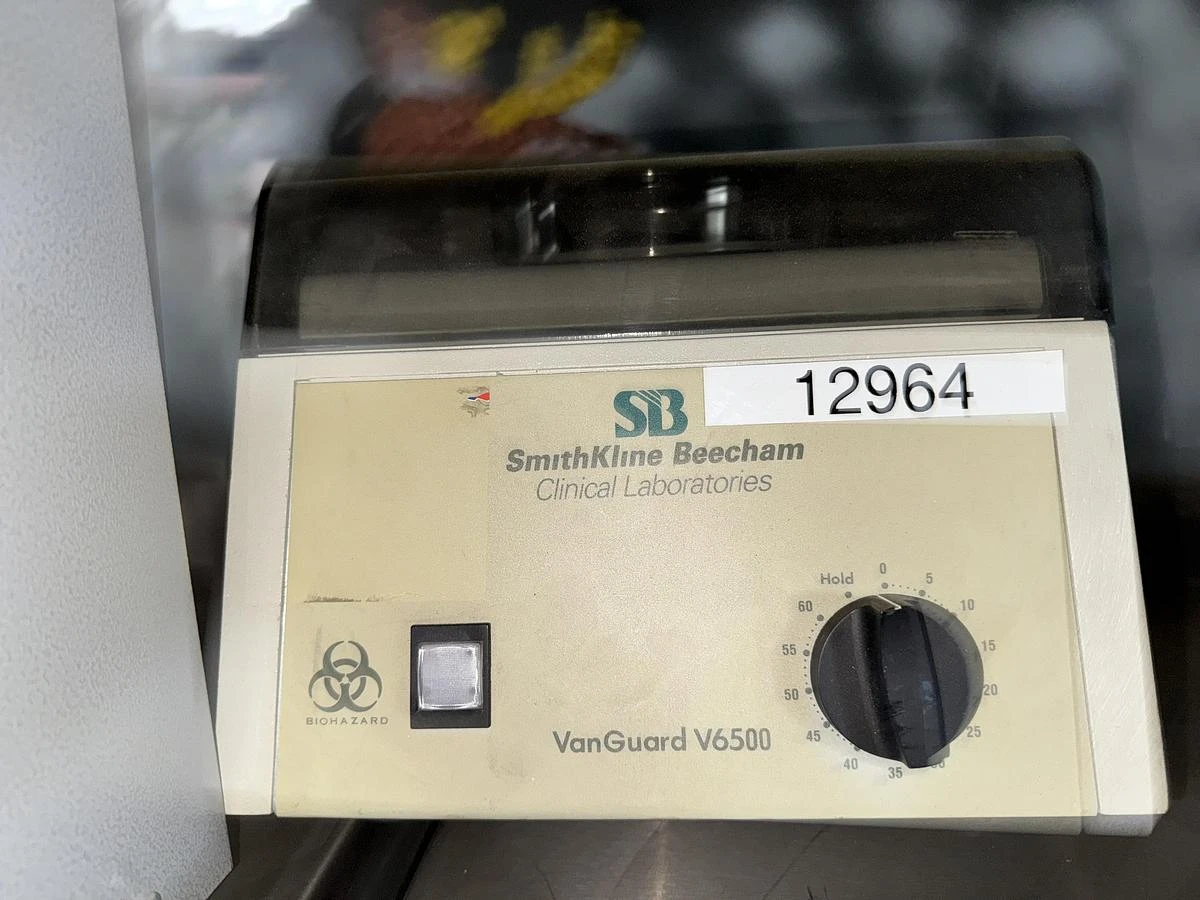 12964
SB
SmithKline Beecham
Clinical Laboratories
Hold
0
5
10
15
20
25
35
40
45
50
55
60
BIOHAZARD
VanGuard V6500